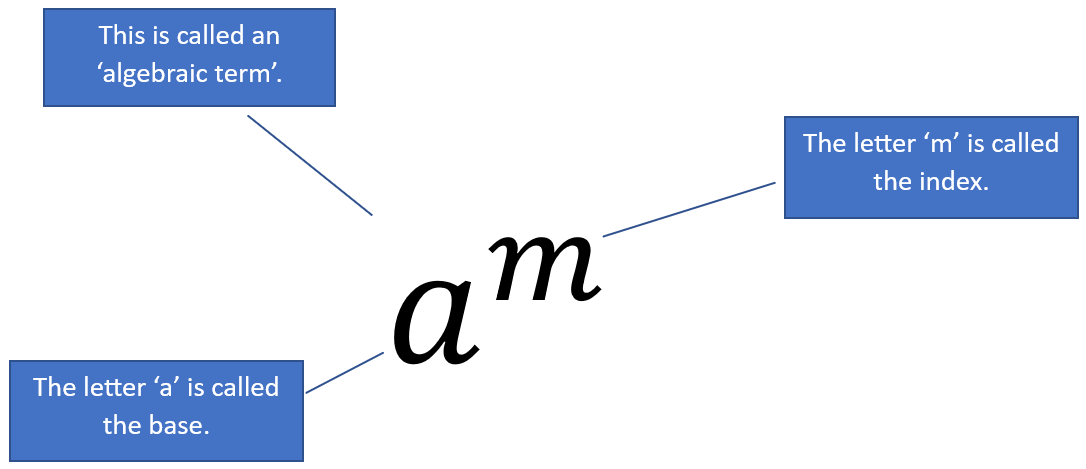 This is called an
‘algebraic term’.
The letter ‘m’ is called
the index.
a^m
The letter ‘a’ is called
the base.